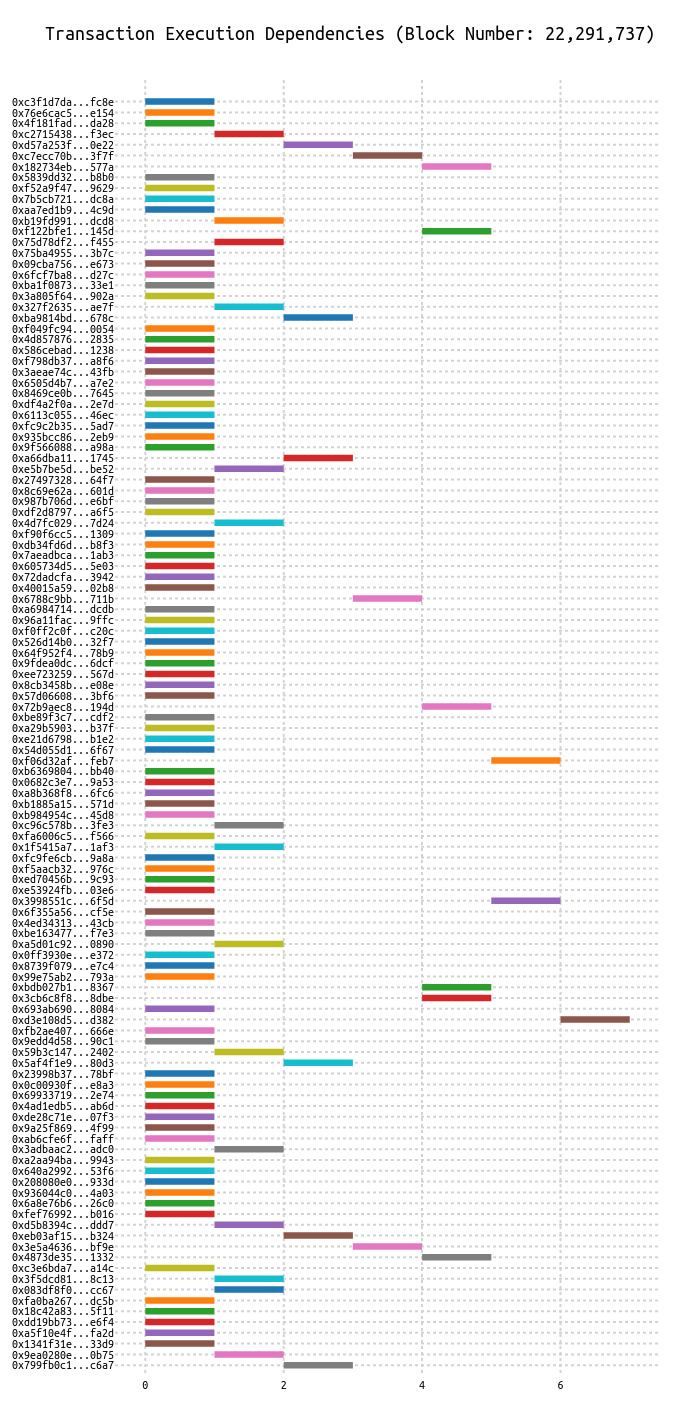 Transaction Execution Dependencies (Block Number: 22,291,737)
0xc3f1d7da...fc8e
0x76e6cac5...e154
0x4f181fad...da28
0xc2715438...f3ec
0xd57a253f...0e22
0xc7ecc70b...3f7f
0x182734eb...577a
0x5839dd32...b8b0
0xf52a9f47...9629
0x7b5cb721...dc8a
0xaa7ed1b9...4c9d
0xb19fd991...dcd8
0xf122bfe1...145d
0x75d78df2...f455
0x75ba4955...3b7c
0x09cba756...e673
0x6fcf7ba8...d27c
0xba1f0873...33e1
0x3a805f64...902a
0x327f2635...ae7f
0xba9814bd...678c
0xf049fc94...0054
0x4d857876...2835
0x586cebad...1238
0xf798db37...a8f6
0x3aeae74c...43fb
0x6505d4b7...a7e2
0x8469ce0b...7645
0xdf4a2f0a...2e7d
0x6113c055...46ec
0xfc9c2b35...5ad7
0x935bcc86...2eb9
0x9f566088...a98a
0xa66dba11...1745
0xe5b7be5d...be52
0x27497328...64f7
0x8c69e62a...601d
0x987b706d...e6bf
0xdf2d8797...a6f5
0x4d7fc029...7d24
0xf90f6cc5...1309
0xdb34fd6d...b8f3
0x7aeadbca...1ab3
0x605734d5...5e03
0x72dadcfa...3942
0x40015a59...02b8
0x6788c9bb...711b
0xa6984714...dcdb
0x96a11fac...9ffc
0xf0ff2c0f...c20c
0x526d14b0...32f7
0x64f952f4...78b9
0x9fdea0dc...6dcf
0xee723259...567d
0x8cb3458b...e08e
0x57d06608...3bf6
0x72b9aec8...194d
0xbe89f3c7...cdf2
0xa29b5903...b37f
0xe21d6798...b1e2
0x54d055d1...6f67
0xf06d32af...feb7
0xb6369804...bb40
0x0682c3e7...9a53
0xa8b368f8...6fc6
0xb1885a15...571d
0xb984954c...45d8
0xc96c578b...3fe3
0xfa6006c5...f566
0x1f5415a7...1af3
0xfc9fe6cb...9a8a
0xf5aacb32...976c
0xed70456b...9c93
0xe53924fb...03e6
0x3998551c...6f5d
0x6f355a56...cf5e
0x4ed34313...43cb
0xbe163477...f7e3
0xa5d01c92...0890
0x0ff3930e...e372
0x8739f079...e7c4
0x99e75ab2...793a
0xbdb027b1...8367
0x3cb6c8f8...8dbe
0x693ab690...8084
0xd3e108d5...d382
0xfb2ae407...666e
0x9edd4d58...90c1
0x59b3c147...2402
0x5af4f1e9...80d3
0x23998b37...78bf
0x0c00930f...e8a3
0x69933719...2e74
0x4ad1edb5...ab6d
0xde28c71e...07f3
0x9a25f869...4f99
0xab6cfe6f...faff
0x3adbaac2...adc0
0xa2aa94ba...9943
0x640a2992...53f6
0x208080e0...933d
0x936044c0...4a03
0x6a8e76b6...26c0
0xfef76992...b016
0xd5b8394c...ddd7
0xeb03af15...b324
0x3e5a4636...bf9e
0x4873de35...1332
0xc3e6bda7...a14c
0x3f5dcd81...8c13
0x083df8f0...cc67
0xfa0ba267...dc5b
0x18c42a83...5f11
0xdd19bb73...e6f4
0xa5f10e4f...fa2d
0x1341f31e...33d9
0x9ea0280e...0b75
0x799fb0c1...c6a7
0 2 4 6